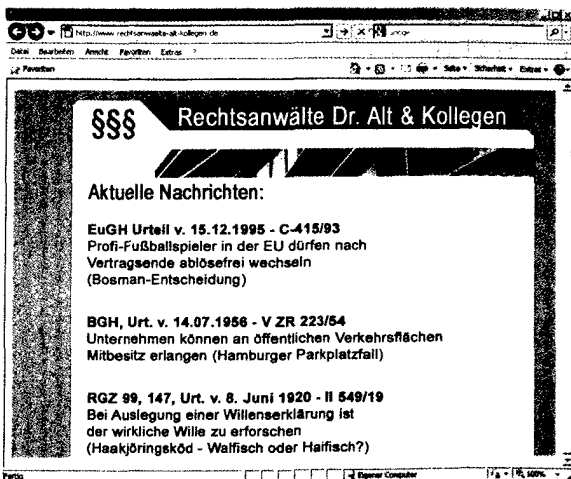 http://www.rechtsanwaelte-alt-kollegen.de
Datei Bearbeiten Ansicht Favoriten Extras ?
Favoriten
Seite Sicherheit Extras
§§§ Rechtsanwälte Dr. Alt & Kollegen
Aktuelle Nachrichten:
EuGH Urteil v. 15.12.1995 - C-415/93
Profi-Fußballspieler in der EU dürfen nach
Vertragsende ablösefrei wechseln
(Bosman-Entscheidung)
BGH, Urt. v. 14.07.1956 - V ZR 223/54
Unternehmen können an öffentlichen Verkehrsflächen
Mitbesitz erlangen (Hamburger Parkplatzfall)
RGZ 99, 147, Urt. v. 8. Juni 1920 - II 549/19
Bei Auslegung einer Willenserklärung ist
der wirkliche Wille zu erforschen
(Haakjöringsköd - Walfisch oder Haifisch?)
Fertig Eigener Computer 100%